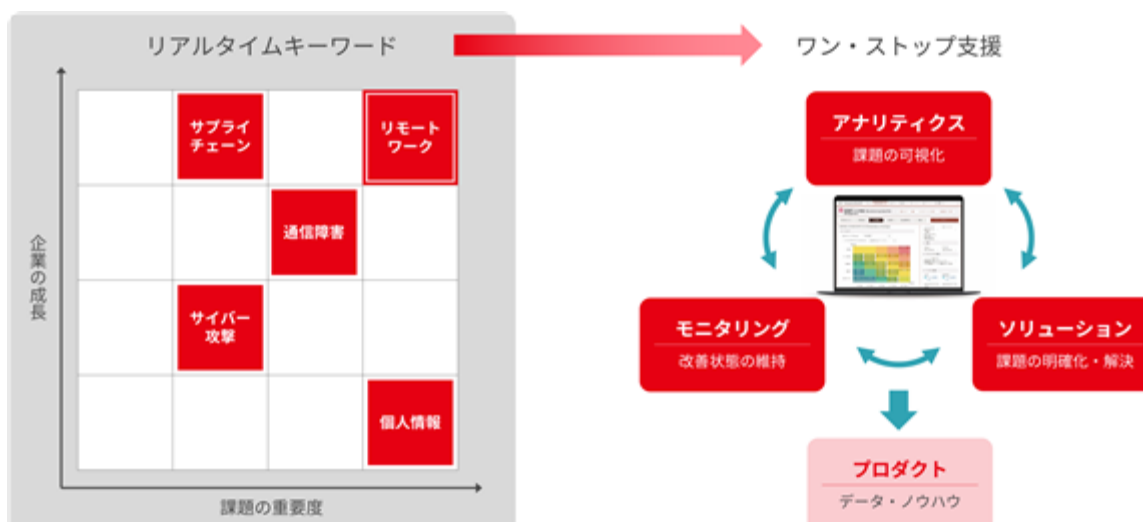 リアルタイムキーワード
ワン・ストップ支援
企業の成長
サプライ
チェーン
リモート
ワーク
通信障害
サイバー
攻撃
個人情報
課題の重要度
アナリティクス
課題の可視化
モニタリング
改善状態の維持
ソリューション
課題の明確化・解決
プロダクト
データ・ノウハウ